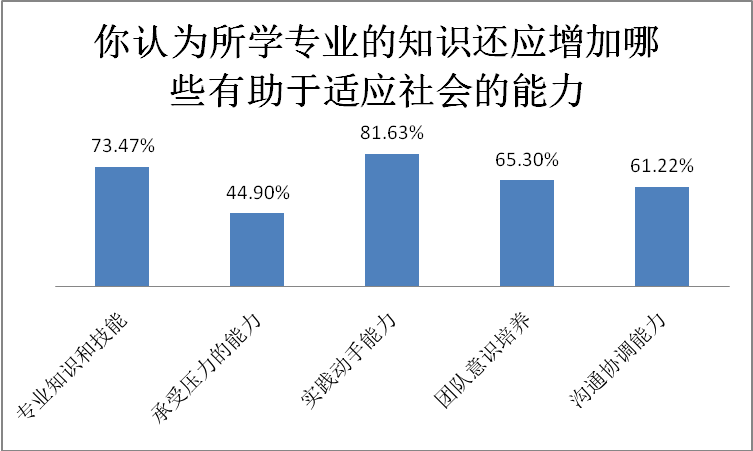 你认为所学专业的知识还应增加哪
些有助于适应社会的能力
73.47%
44.90%
81.63%
65.30%
61.22%
专业知识和技能
承受压力的能力
实践动手能力
团队意识培养
沟通协调能力